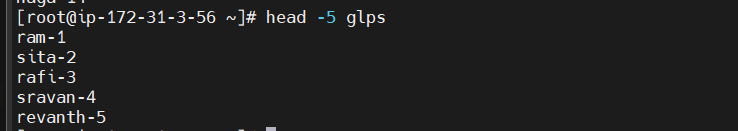 [root@ip-172-31-3-56 ~]# head -5 glps
ram-1
sita-2
rafi-3
sravan-4
revanth-5